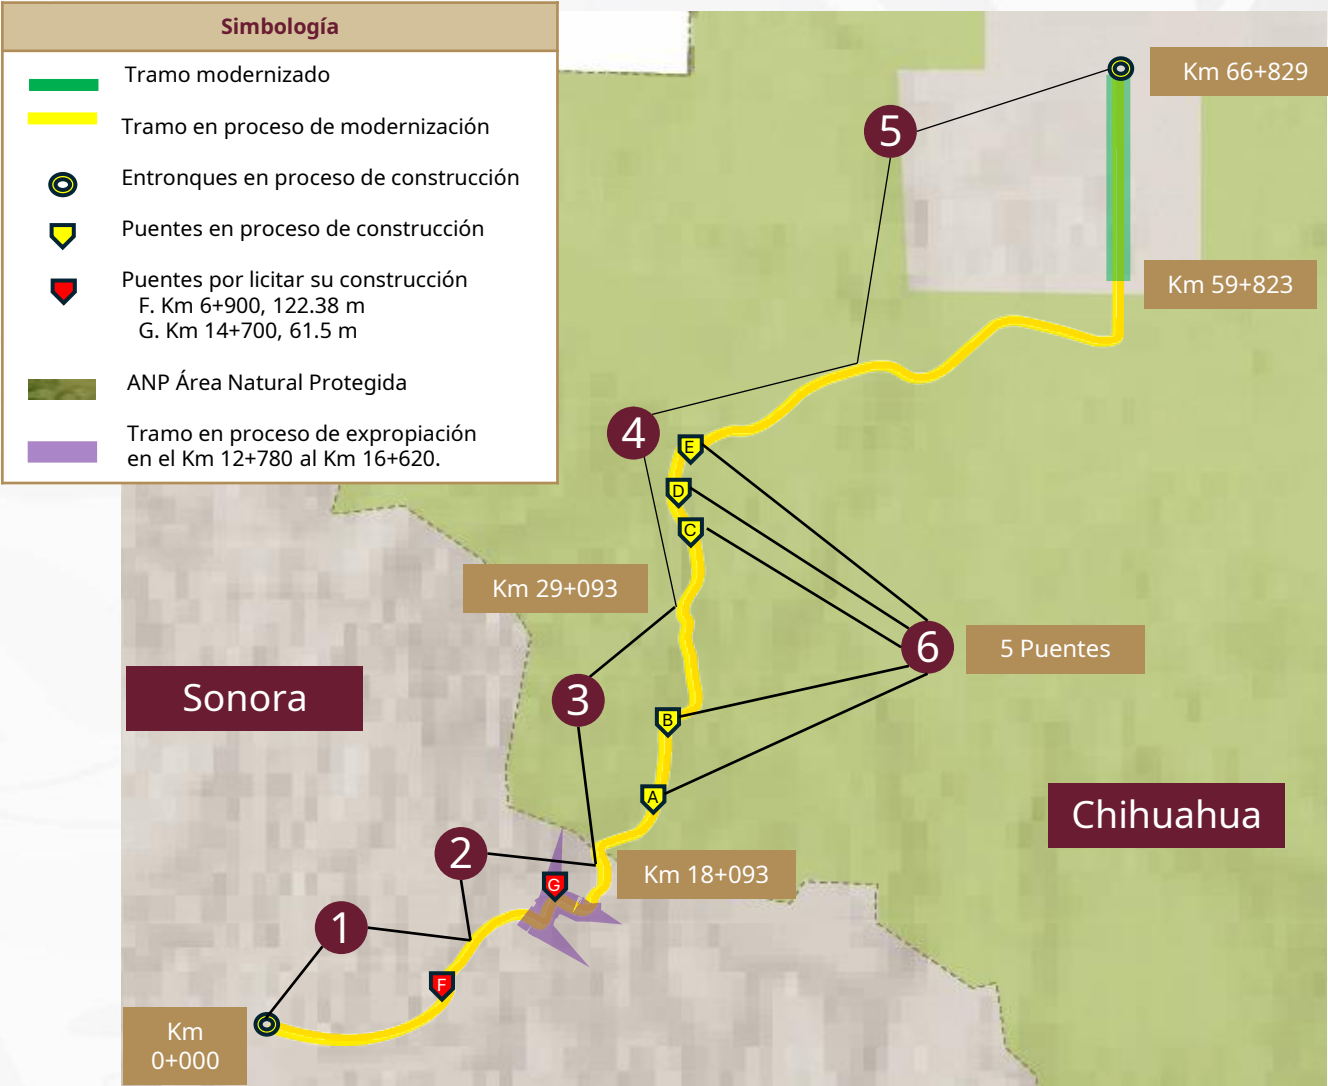 Simbología
Tramo modernizado
Tramo en proceso de modernización
Entronques en proceso de construcción
Puentes en proceso de construcción
Puentes por licitar su construcción
F. Km 6+900, 122.38 m
G. Km 14+700, 61.5 m
ANP Área Natural Protegida
Tramo en proceso de expropiación
en el Km 12+780 al Km 16+620.
Km 66+829
5
Km 59+823
4
E
D
C
Km 29+093
6
5 Puentes
Sonora
3
B
A
Chihuahua
2
Km 18+093
G
1
F
Km
0+000